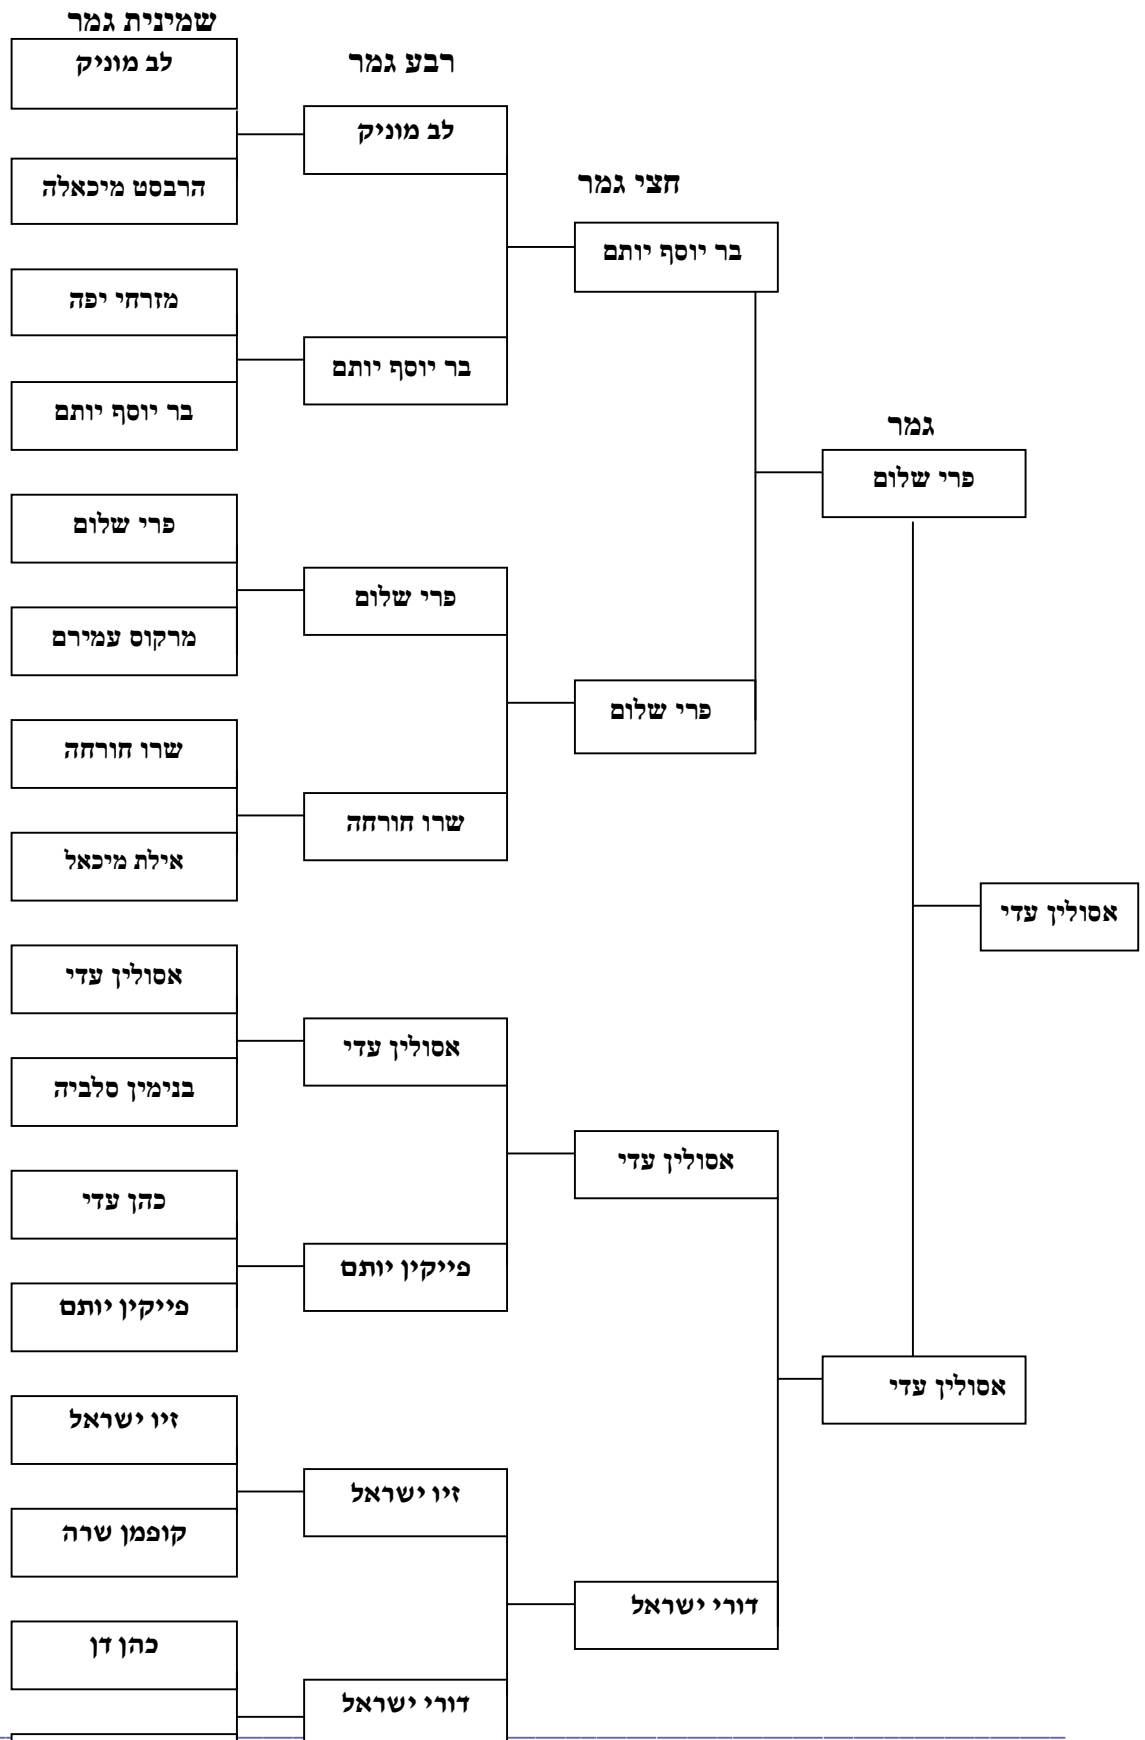 שמינית גמר
לב מוניק
הרבסט מיכאלה
מזרחי יפה
בר יוסף יותם
פרי שלום
מרקוס עמירם
שרו חורחה
אילת מיכאל
אסולין עדי
בנימין סלביה
כהן עדי
פייקין יותם
זיו ישראל
קופמן שרה
כהן דן
רבע גמר
לב מוניק
בר יוסף יותם
פרי שלום
שרו חורחה
אסולין עדי
פייקין יותם
זיו ישראל
דורי ישראל
חצי גמר
בר יוסף יותם
פרי שלום
אסולין עדי
דורי ישראל
גמר
פרי שלום
אסולין עדי
אסולין עדי